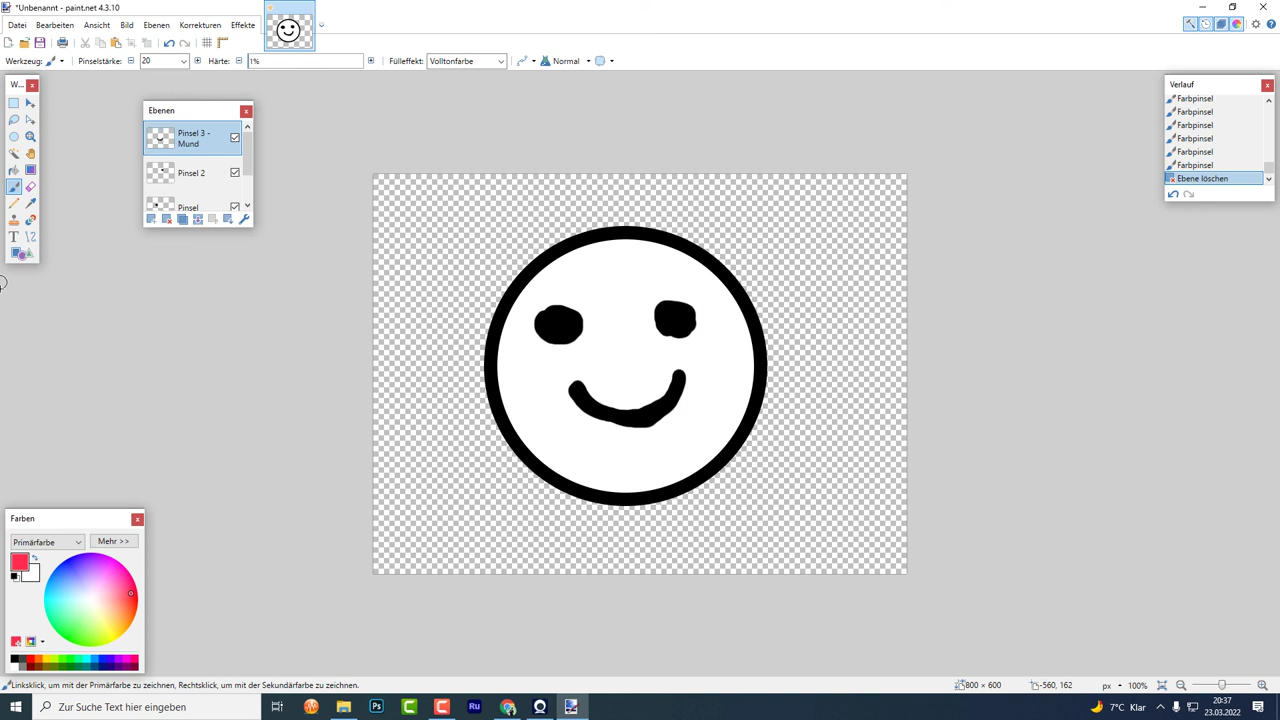 *Unbenannt - paint.net 4.3.10
Datei Bearbeiten Ansicht Bild Ebenen Korrekturen Effekte
Werkzeug: Pinselstärke: 20 Härte: 1% Fülleffekt: Volltonfarbe Normal
W...
Ebenen
Pinsel 3 -
Mund
Pinsel 2
Pinsel
Verlauf
Farbpinsel
Farbpinsel
Farbpinsel
Farbpinsel
Farbpinsel
Farbpinsel
Ebene löschen
Farben
Primärfarbe Mehr >>
Linksklick, um mit der Primärfarbe zu zeichnen, Rechtsklick, um mit der Sekundärfarbe zu zeichnen.
800 × 600 -560, 162 px 100%
Zur Suche Text hier eingeben
Ps
Ru
7°C Klar
20:37
23.03.2022